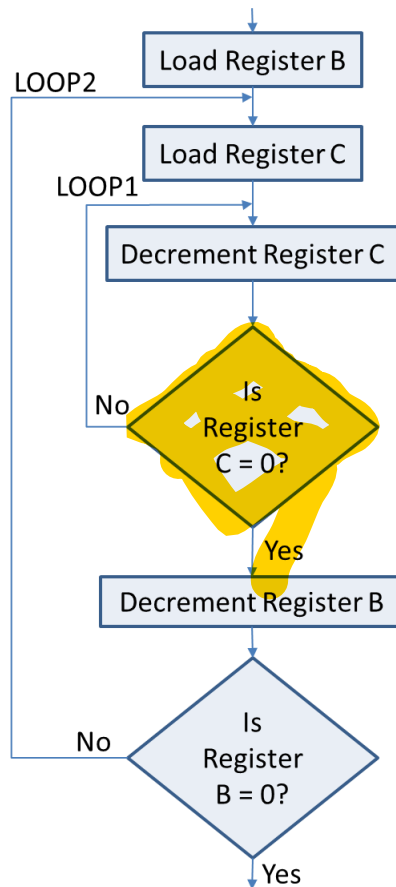 Load Register B
LOOP2
Load Register C
LOOP1
Decrement Register C
No
Is
Register
C = 0?
Yes
Decrement Register B
No
Is
Register
B = 0?
Yes